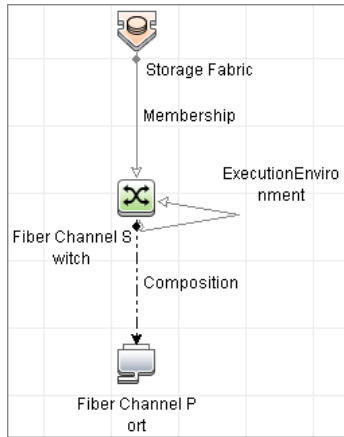 Storage Fabric
Membership
ExecutionEnviro
nment
Fiber Channel S
witch
Composition
Fiber Channel P
ort